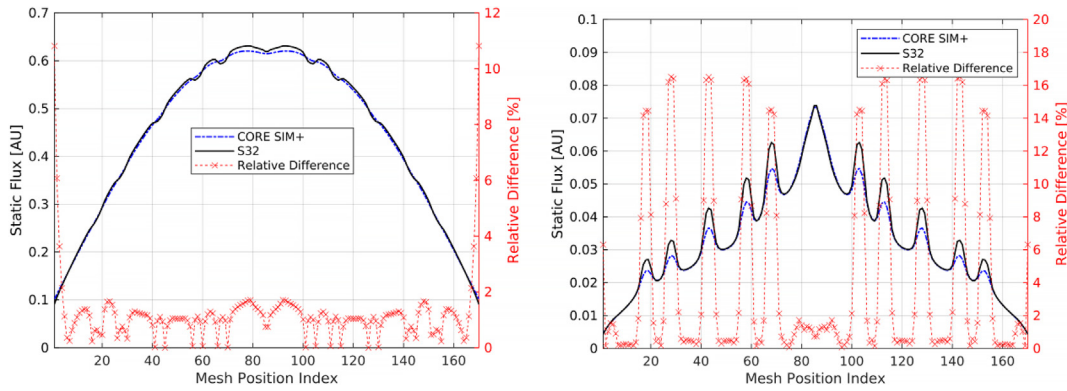 0.7
0.6
0.5
0.4
0.3
0.2
0.1
0
Static Flux [AU]
12
10
8
6
4
2
0
Relative Difference [%]
CORE SIM+
S32
Relative Difference
20 40 60 80 100 120 140 160
Mesh Position Index
0.1
0.09
0.08
0.07
0.06
0.05
0.04
0.03
0.02
0.01
0
Static Flux [AU]
20
18
16
14
12
10
8
6
4
2
0
Relative Difference [%]
CORE SIM+
S32
Relative Difference
20 40 60 80 100 120 140 160
Mesh Position Index